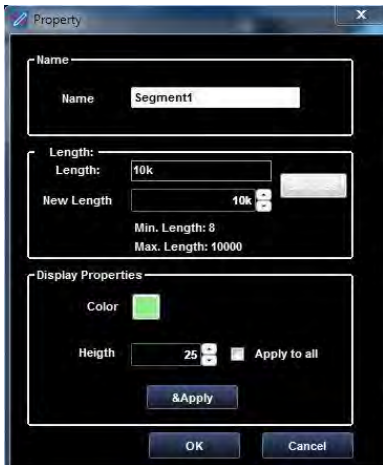 Property
X
Name
Name Segment1
Length:
Length: 10k
New Length 10k
Min. Length: 8
Max. Length: 10000
Display Properties
Color
Heigth 25 Apply to all
&Apply
OK Cancel